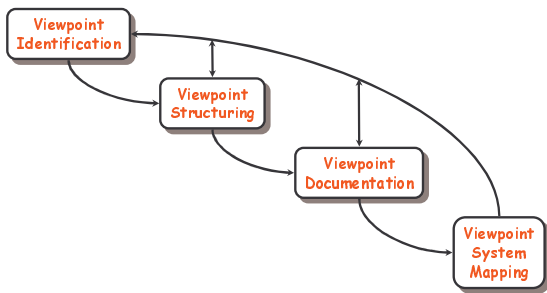 Viewpoint
Identification
Viewpoint
Structuring
Viewpoint
Documentation
Viewpoint
System
Mapping